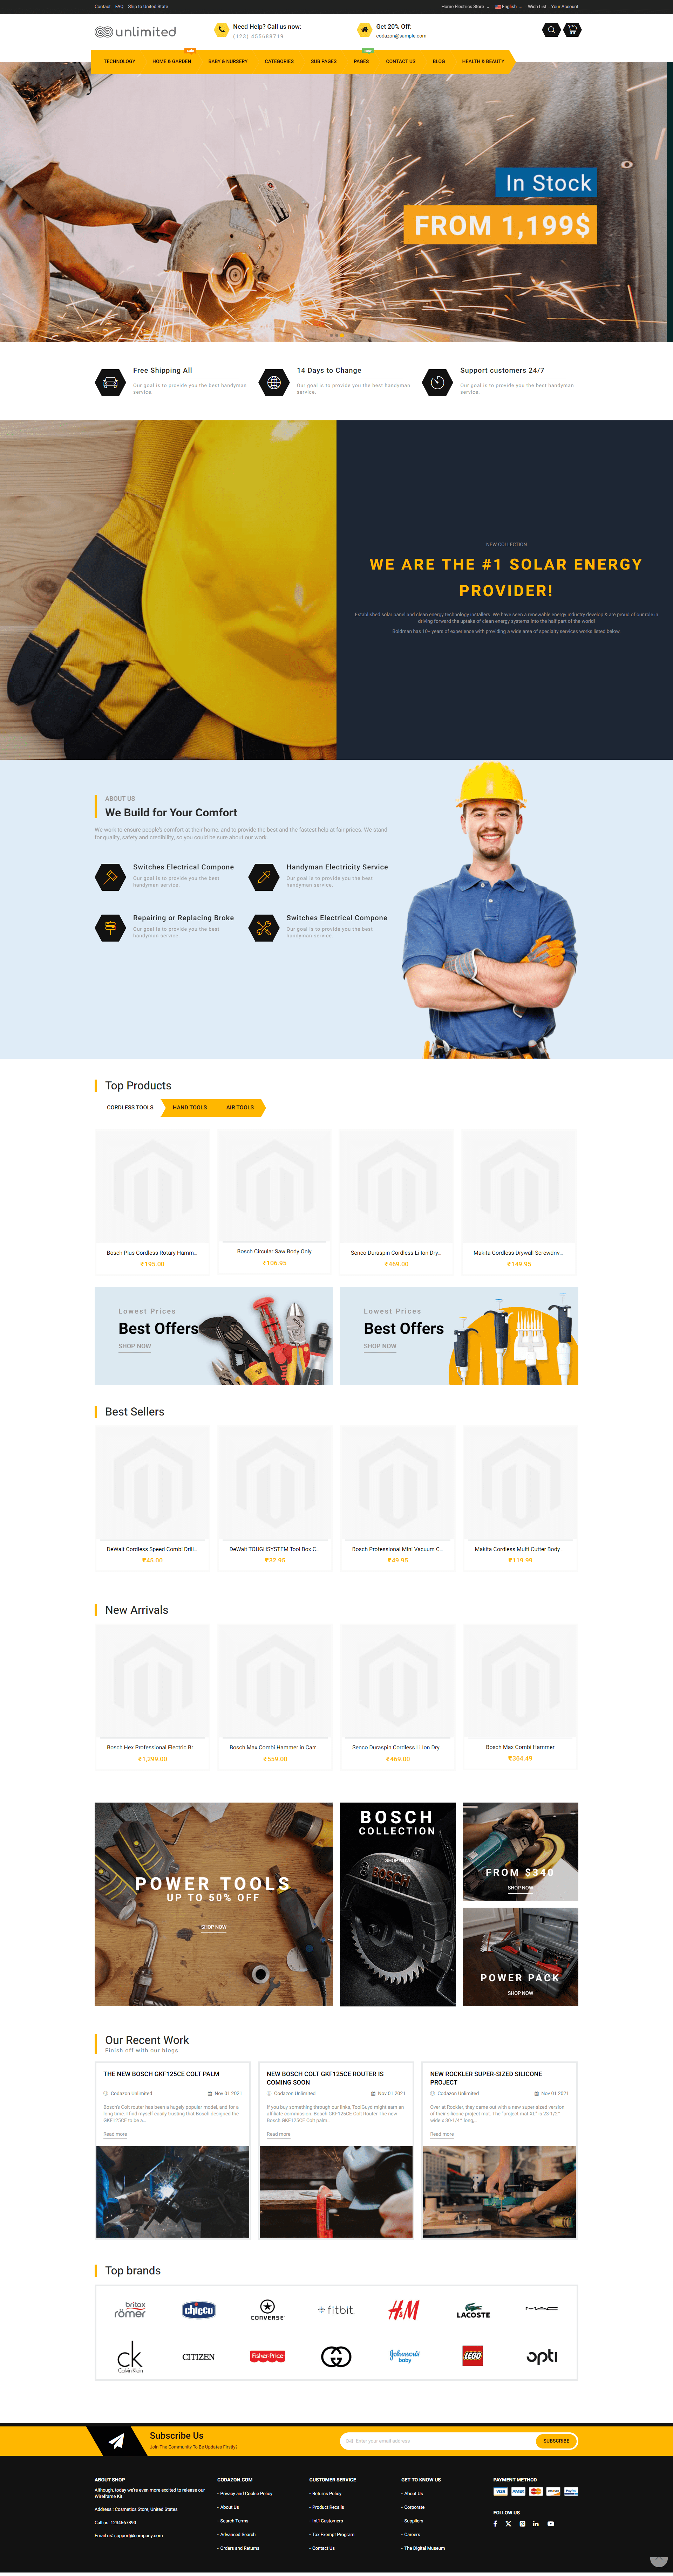 Contact FAQ Ship to United State
Home Electrics Store English Wish List Your Account
unlimited
Need Help? Call us now:
(123) 455688719
Get 20% Off:
codazon@sample.com
TECHNOLOGY HOME & GARDEN BABY & NURSERY CATEGORIES SUB PAGES PAGES CONTACT US BLOG HEALTH & BEAUTY
In Stock
FROM 1,199$
Free Shipping All
Our goal is to provide you the best handyman
service
14 Days to Change
Our goal is to provide you the best handyman
service
Support customers 24/7
Our goal is to provide you the best handyman
service
NEW COLLECTION
WE ARE THE #1 SOLAR ENERGY
PROVIDER!
Established solar panel and clean energy technology installers. We have seen a renewable energy industry develop & are proud of our role in
driving forward the uptake of clean energy systems into the half part of the world!
Boldman has 10+ years of experience with providing a wide area of specialty services works listed below.
ABOUT US
We Build for Your Comfort
We work to ensure people's comfort at their home, and to provide the best and the fastest help at fair prices. We stand
for quality, safety and credibility, so you could be sure about our work.
Switches Electrical Compone
Our goal is to provide you the best
handyman service.
Handyman Electricity Service
Our goal is to provide you the best
handyman service.
Repairing or Replacing Broke
Our goal is to provide you the best
handyman service.
Switches Electrical Compone
Our goal is to provide you the best
handyman service.
Top Products
CORDLESS TOOLS HAND TOOLS AIR TOOLS
Bosch Plus Cordless Rotary Hamm..
₹195.00
Bosch Circular Saw Body Only
₹106.95
Senco Duraspin Cordless Li Ion Dry..
₹469.00
Makita Cordless Drywall Screwdriv..
₹149.95
Lowest Prices
Best Offers
SHOP NOW
Lowest Prices
Best Offers
SHOP NOW
Best Sellers
DeWalt Cordless Speed Combi Drill..
₹45.00
DeWalt TOUGHSYSTEM Tool Box C..
₹37.95
Bosch Professional Mini Vacuum C..
₹49.95
Makita Cordless Multi Cutter Body ..
₹119.99
New Arrivals
Bosch Hex Professional Electric Br..
₹1,299.00
Bosch Max Combi Hammer in Carr..
₹559.00
Senco Duraspin Cordless Li Ion Dry..
₹469.00
Bosch Max Combi Hammer
₹364.49
POWER TOOLS
UP TO 50% OFF
SHOP NOW
BOSCH
COLLECTION
SHOP NOW
BOSCH
FROM $340
SHOP NOW
POWER PACK
SHOP NOW
Our Recent Work
Finish off with our blogs
THE NEW BOSCH GKF125CE COLT PALM
Codazon Unlimited Nov 01 2021
Bosch's Colt router has been a hugely popular model, and for a
long time. I find myself easily trusting that Bosch designed the
GKF125CE to be a...
Read more
NEW BOSCH COLT GKF125CE ROUTER IS
COMING SOON
Codazon Unlimited Nov 01 2021
If you buy something through our links, ToolGuyd might earn an
affiliate commission. Bosch GKF125CE Colt Router The new
Bosch GKF125CE Colt palm...
Read more
NEW ROCKLER SUPER-SIZED SILICONE
PROJECT
Codazon Unlimited Nov 01 2021
Over at Rockler, they came out with a new super-sized version
of their silicone project mat. The "project mat XL" is 23-1/2″
wide x 30-1/4″ long,...
Read more
Top brands
britax
römer
chicco
CONVERSE
fitbit
H&M
LACOSTE
MAC
ck
Calvin Klein
CITIZEN
Fisher-Price
Johnson's
baby
LEGO
opti
Subscribe Us
Join The Community To Be Updates Firstly?
Enter your email address
SUBSCRIBE
ABOUT SHOP
Although, today we're even more excited to release our
Wireframe Kit.
Address : Cosmetics Store, United States
Call us: 1234567890
Email us: support@company.com
CODAZON.COM
- Privacy and Cookie Policy
- About Us
- Search Terms
- Advanced Search
- Orders and Returns
CUSTOMER SERVICE
- Returns Policy
- Product Recalls
- Int'l Customers
- Tax Exempt Program
- Contact Us
GET TO KNOW US
- About Us
- Corporate
- Suppliers
- Careers
- The Digital Museum
PAYMENT METHOD
VISA
PayPal
FOLLOW US